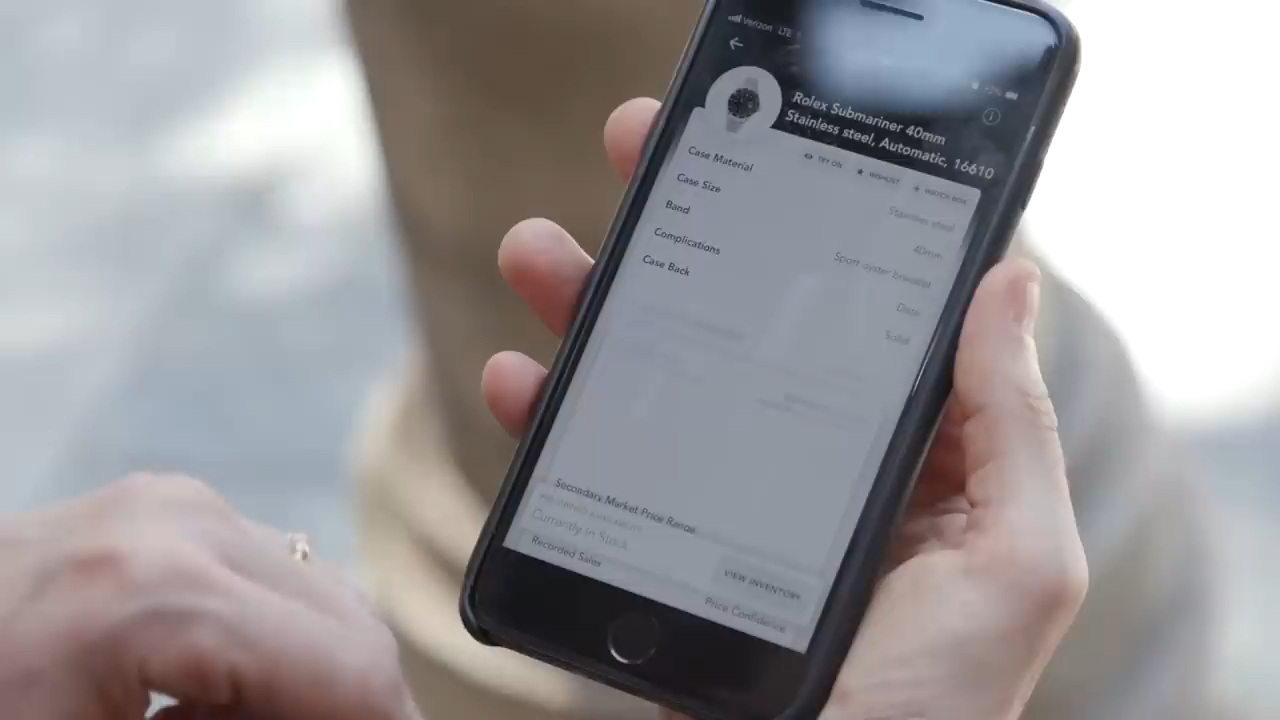 Verizon LTE
Rolex Submariner 40mm
Stainless steel, Automatic, 16610
TRY ON WISHLIST WATCH BOX
Case Material Stainless steel
Case Size 40mm
Band Sport oyster bracelet
Complications Date
Case Back Solid
Secondary Market Price Range
Currently In Stock
VIEW INVENTORY
Recorded Sales
Price Confidence